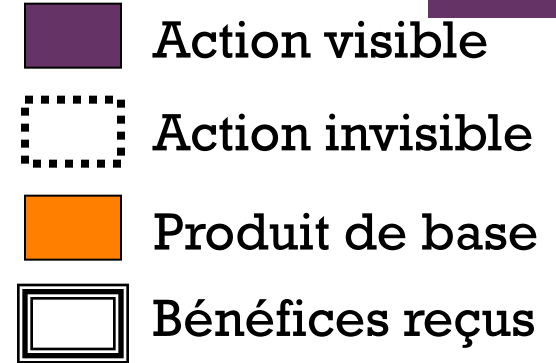 Action visible
Action invisible
Produit de base
Bénéfices reçus